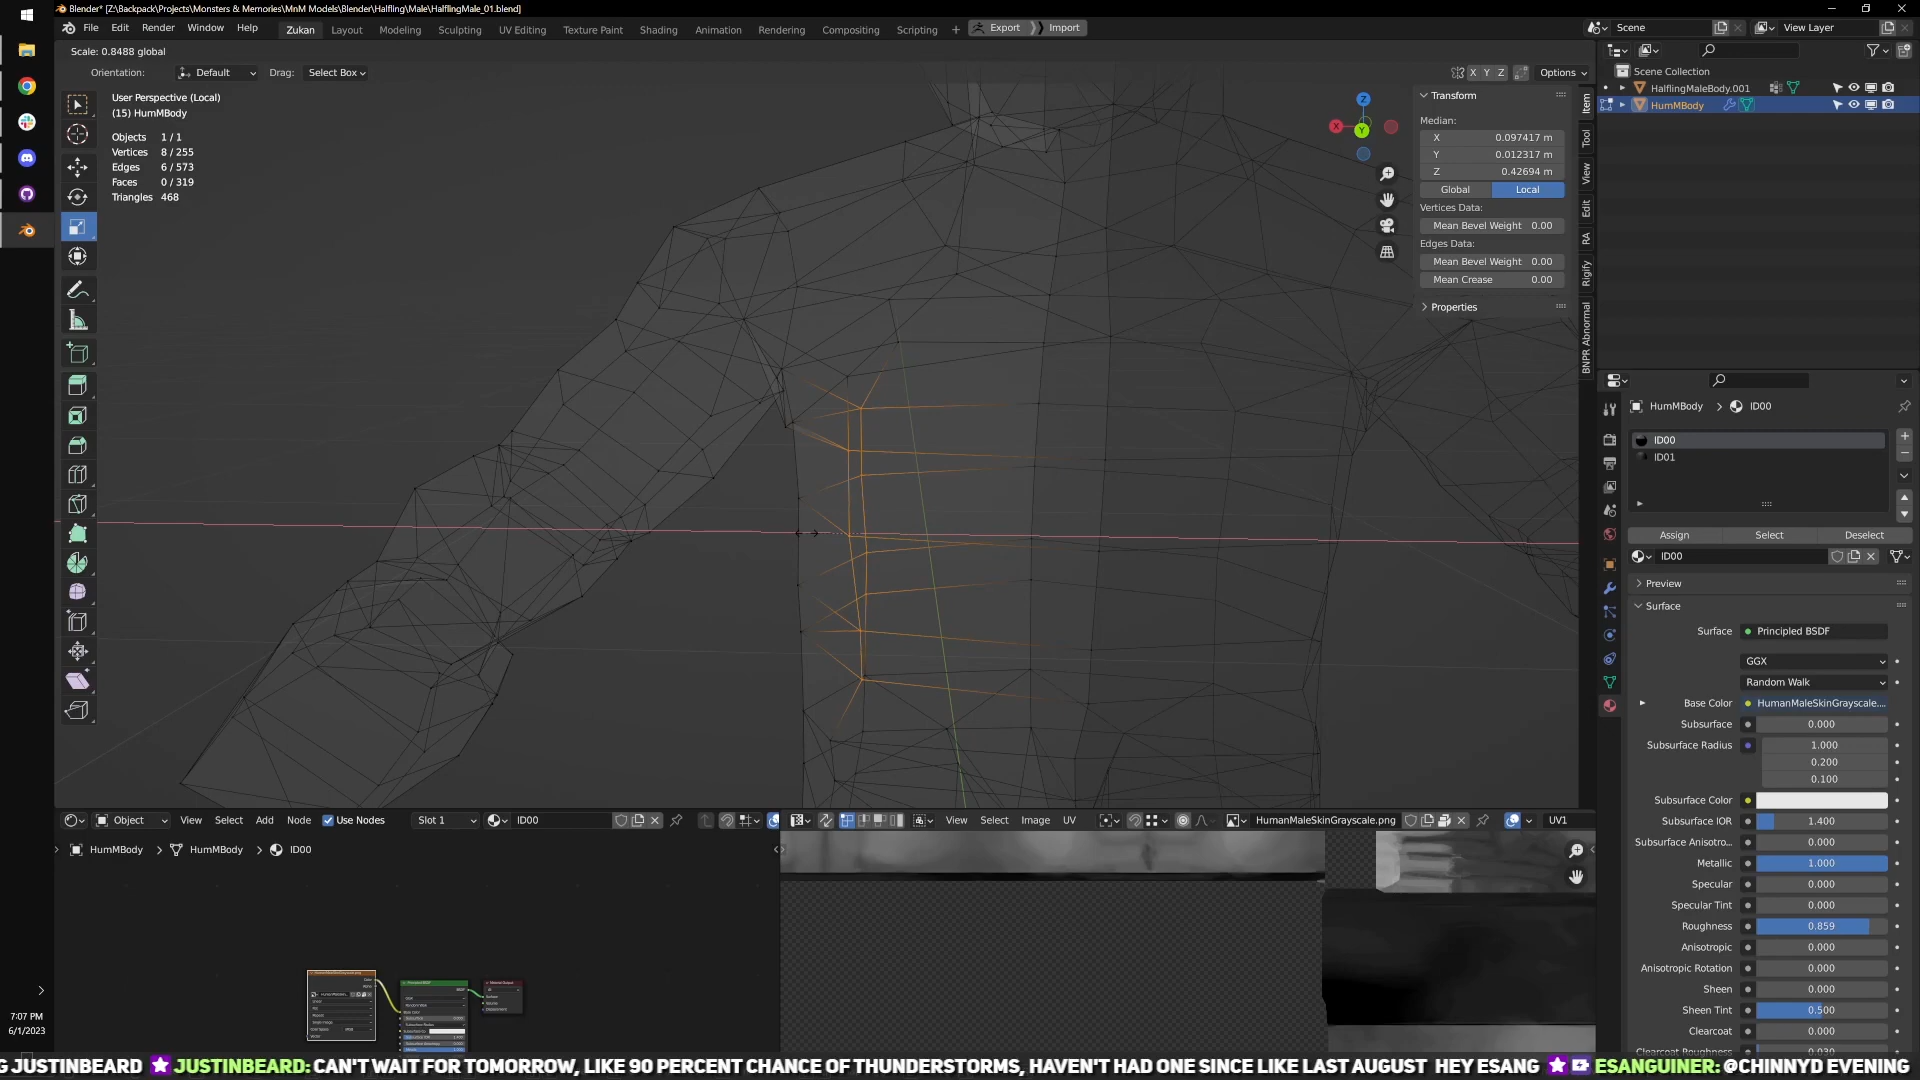 Blender* [Z:\Backpack\Projects\Monsters & Memories\MnM Models\Blender\Halfling\Male\HalflingMale_01.blend]
File Edit Render Window Help Zukan Layout Modeling Sculpting UV Editing Texture Paint Shading Animation Rendering Compositing Scripting + Export Import Scene View Layer
Scale: 0.8488 global
Orientation: Default Drag: Select Box X Y Z Options
Scene Collection
HalflingMaleBody.001
HumMBody
User Perspective (Local)
(15) HumMBody
Objects 1 / 1
Vertices 8 / 255
Edges 6 / 573
Faces 0 / 319
Triangles 468
Z
X
Y
Transform
Median:
X 0.097417 m
Y 0.012317 m
Z 0.42694 m
Global Local
Vertices Data:
Mean Bevel Weight 0.00
Edges Data:
Mean Bevel Weight 0.00
Mean Crease 0.00
Properties
Item
Tool
View
Edit
RA
Rigify
BNPR Abnormal
HumMBody ID00
ID00
ID01
Assign Select Deselect
ID00
Preview
Surface
Surface Principled BSDF
GGX
Random Walk
Base Color HumanMaleSkinGrayscale....
Subsurface 0.000
Subsurface Radius 1.000
0.200
0.100
Subsurface Color
Subsurface IOR 1.400
Subsurface Anisotro... 0.000
Metallic 1.000
Specular 0.000
Specular Tint 0.000
Roughness 0.859
Anisotropic 0.000
Anisotropic Rotation 0.000
Sheen 0.000
Sheen Tint 0.500
Clearcoat 0.000
Clearcoat Roughness 0.030
Object View Select Add Node Use Nodes Slot 1 ID00
View Select Image UV HumanMaleSkinGrayscale.png UV1
HumMBody HumMBody ID00
7:07 PM
6/1/2023
G JUSTINBEARD JUSTINBEARD: CAN'T WAIT FOR TOMORROW, LIKE 90 PERCENT CHANCE OF THUNDERSTORMS, HAVEN'T HAD ONE SINCE LIKE LAST AUGUST HEY ESANG ESANGUINER: @CHINNYD EVENING